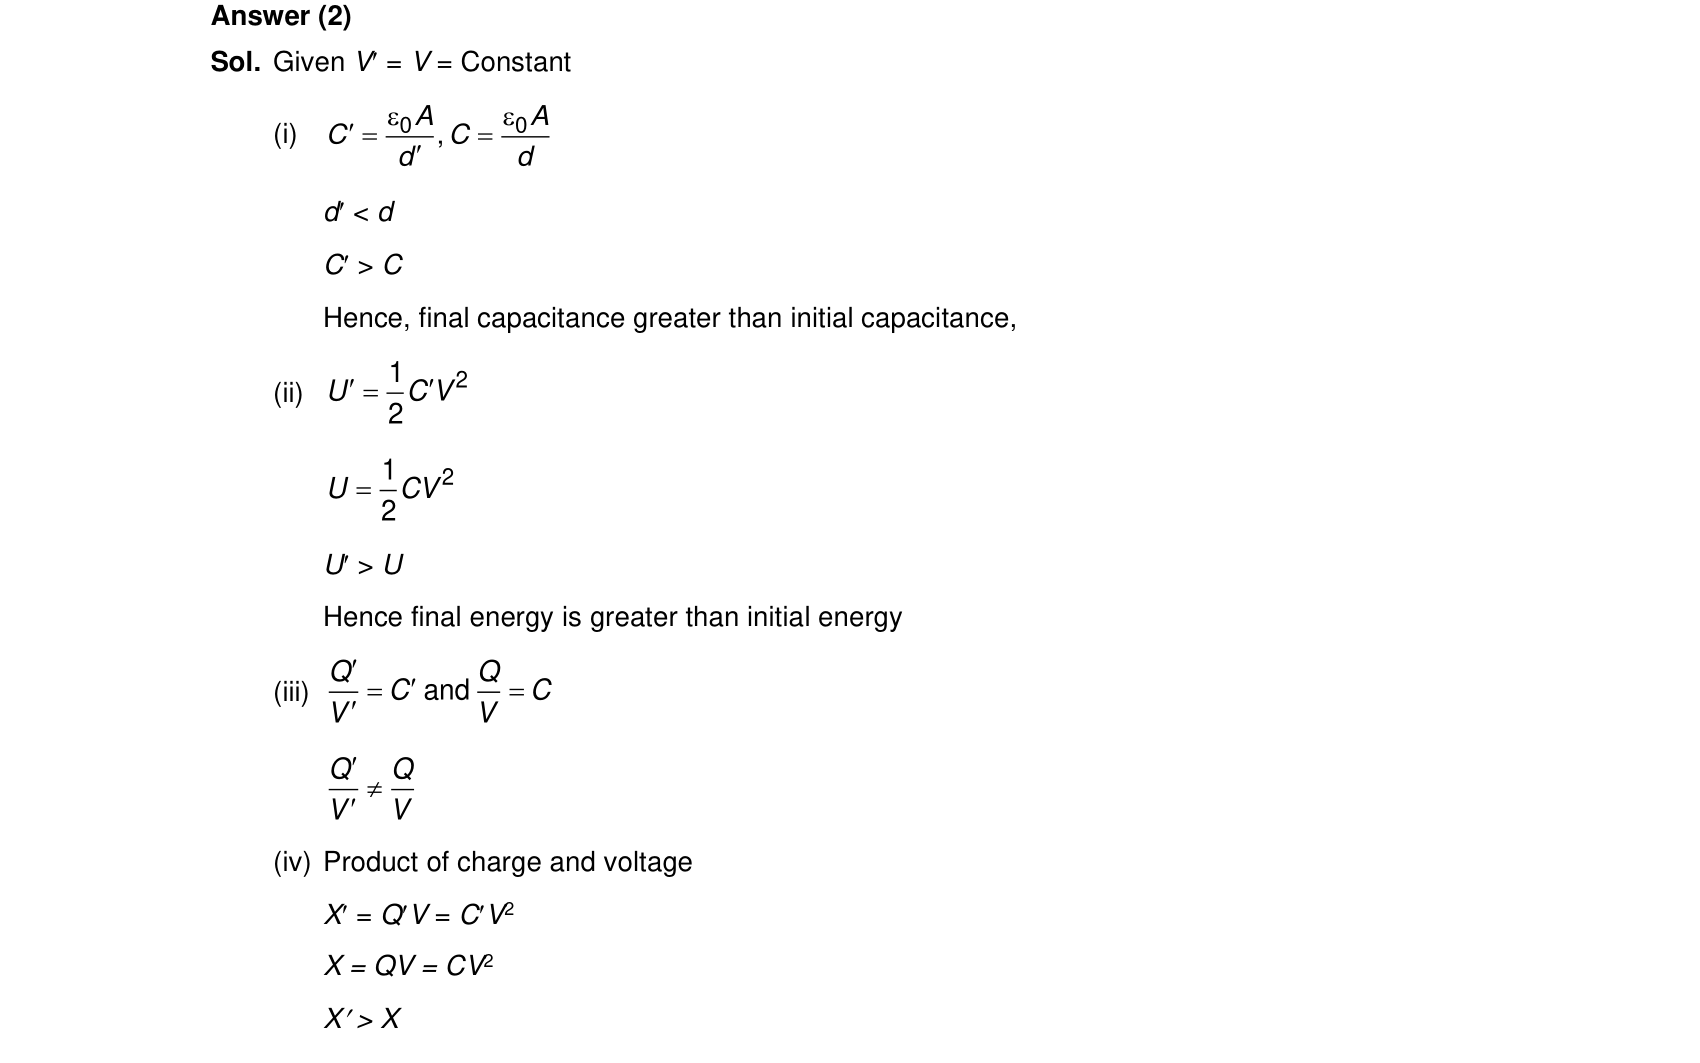 Answer (2)
Sol. Given V′ = V = Constant
(i) C′ = ε₀A/d′, C = ε₀A/d
d′ < d
C′ > C
Hence, final capacitance greater than initial capacitance,
(ii) U′ = 1/2 C′V²
U = 1/2 CV²
U′ > U
Hence final energy is greater than initial energy
(iii) Q′/V′ = C′ and Q/V = C
Q′/V′ ≠ Q/V
(iv) Product of charge and voltage
X′ = Q′V = C′V²
X = QV = CV²
X′ > X